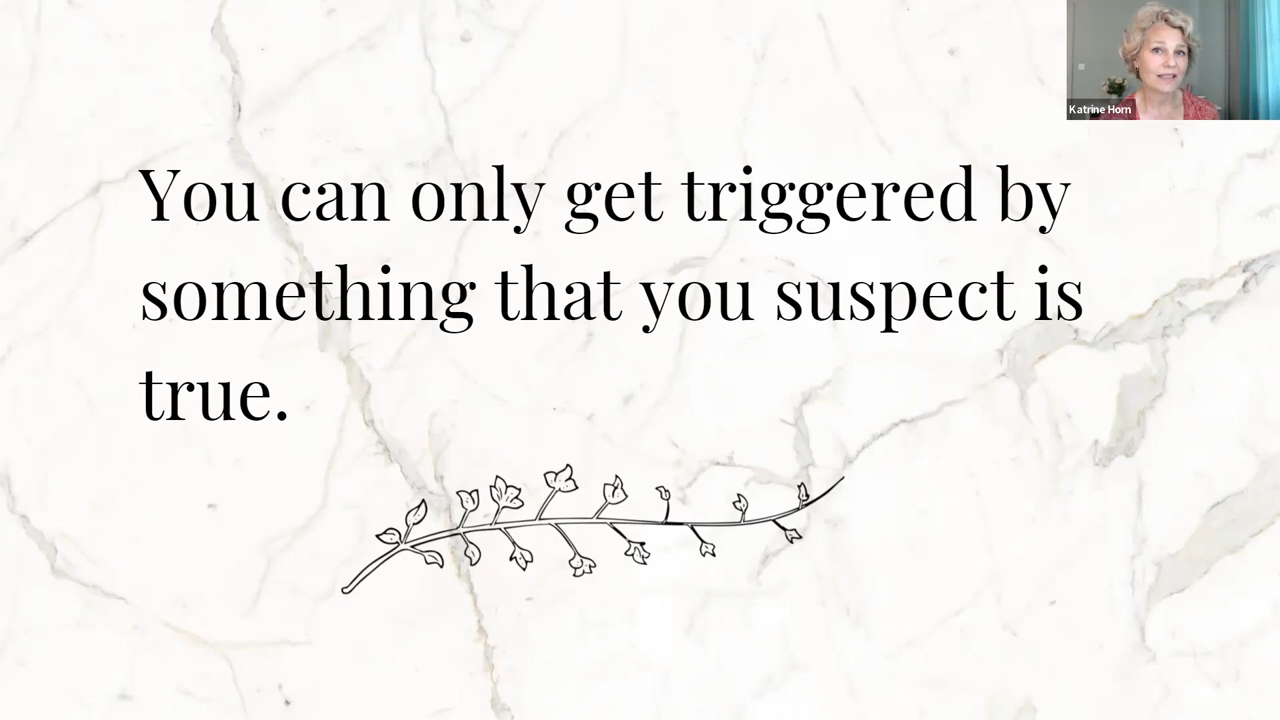 Katrine Horn
You can only get triggered by
something that you suspect is
true.